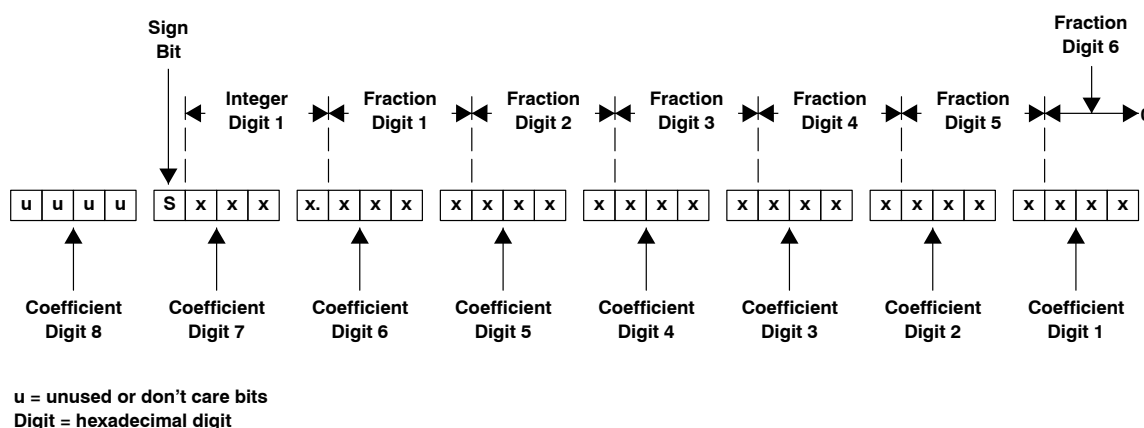 Sign
Bit
Fraction
Digit 6
Integer
Digit 1
Fraction
Digit 1
Fraction
Digit 2
Fraction
Digit 3
Fraction
Digit 4
Fraction
Digit 5
u u u u S x x x x. x x x x x x x x x x x x x x x x x x x x x x x
Coefficient
Digit 8
Coefficient
Digit 7
Coefficient
Digit 6
Coefficient
Digit 5
Coefficient
Digit 4
Coefficient
Digit 3
Coefficient
Digit 2
Coefficient
Digit 1
u = unused or don’t care bits
Digit = hexadecimal digit